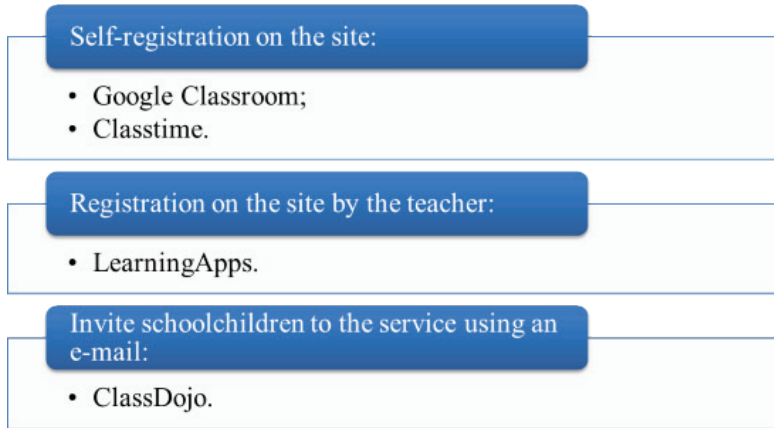 Self-registration on the site:
• Google Classroom;
• Classtime.
Registration on the site by the teacher:
• LearningApps.
Invite schoolchildren to the service using an
e-mail:
• ClassDojo.